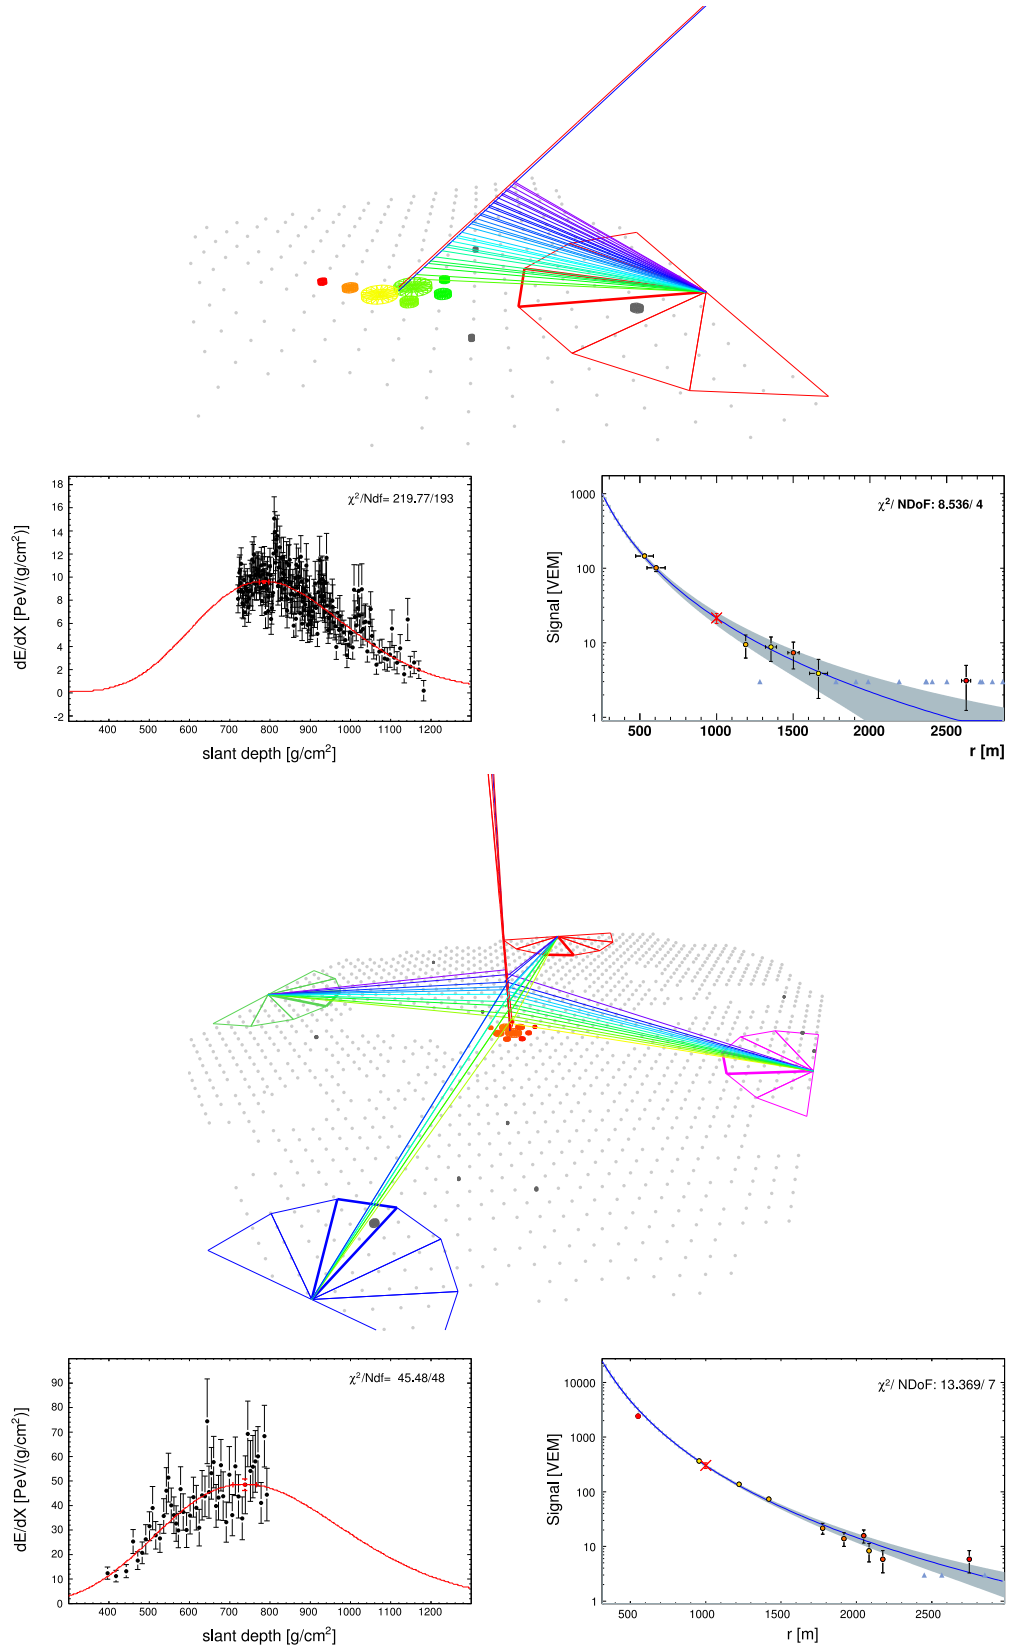 18
16
14
12
10
8
6
4
2
0
-2
dE/dX [PeV/(g/cm²)]
χ²/Ndf= 219.77/193
300 400 500 600 700 800 900 1000 1100 1200
slant depth [g/cm²]
1000
100
10
1
Signal [VEM]
χ²/ NDoF: 8.536/ 4
500 1000 1500 2000 2500
r [m]
90
80
70
60
50
40
30
20
10
0
dE/dX [PeV/(g/cm²)]
χ²/Ndf= 45.48/48
300 400 500 600 700 800 900 1000 1100 1200
slant depth [g/cm²]
10000
1000
100
10
1
Signal [VEM]
χ²/ NDoF: 13.369/ 7
500 1000 1500 2000 2500
r [m]